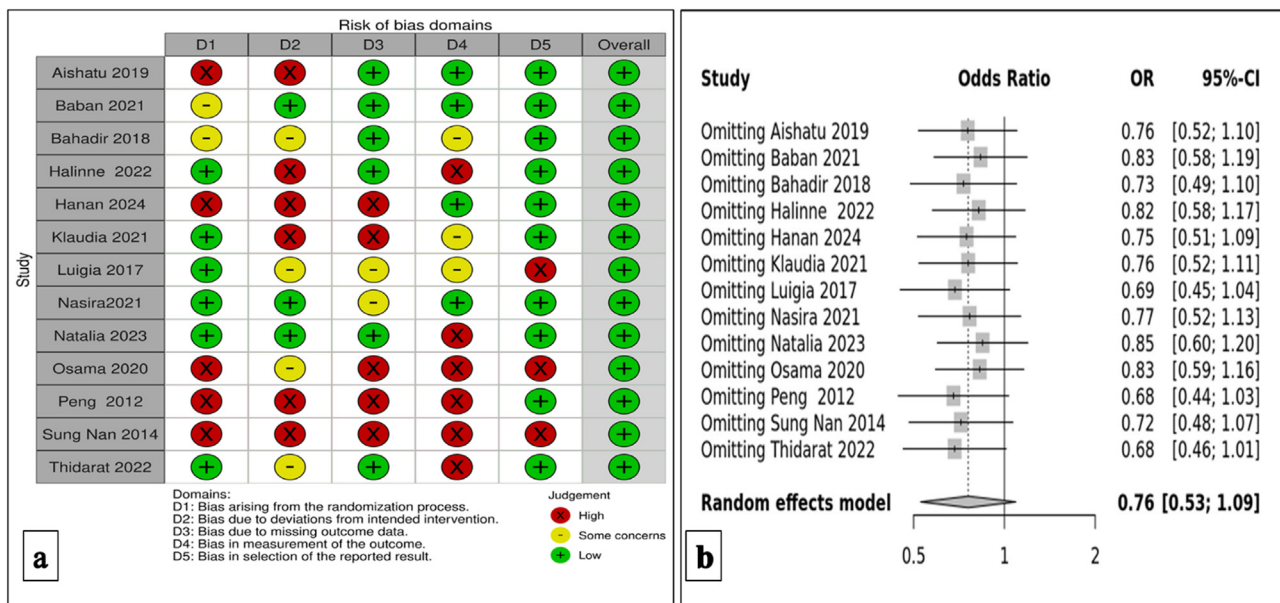 Risk of bias domains
D1 D2 D3 D4 D5 Overall
Study
Aishatu 2019 X X + + + +
Baban 2021 - + + + + +
Bahadir 2018 - - + - + +
Halinne 2022 + X + X + +
Hanan 2024 X X X + + +
Klaudia 2021 + X X - + +
Luigia 2017 + - - - X +
Nasira2021 + + - + + +
Natalia 2023 + + + X + +
Osama 2020 X - X X X +
Peng 2012 X X X X + +
Sung Nan 2014 X X X X X +
Thidarat 2022 + - + X + +
Domains:
D1: Bias arising from the randomization process.
D2: Bias due to deviations from intended intervention.
D3: Bias due to missing outcome data.
D4: Bias in measurement of the outcome.
D5: Bias in selection of the reported result.
Judgement
X High
- Some concerns
+ Low
a
Study Odds Ratio OR 95%-CI
Omitting Aishatu 2019 0.76 [0.52; 1.10]
Omitting Baban 2021 0.83 [0.58; 1.19]
Omitting Bahadir 2018 0.73 [0.49; 1.10]
Omitting Halinne 2022 0.82 [0.58; 1.17]
Omitting Hanan 2024 0.75 [0.51; 1.09]
Omitting Klaudia 2021 0.76 [0.52; 1.11]
Omitting Luigia 2017 0.69 [0.45; 1.04]
Omitting Nasira 2021 0.77 [0.52; 1.13]
Omitting Natalia 2023 0.85 [0.60; 1.20]
Omitting Osama 2020 0.83 [0.59; 1.16]
Omitting Peng 2012 0.68 [0.44; 1.03]
Omitting Sung Nan 2014 0.72 [0.48; 1.07]
Omitting Thidarat 2022 0.68 [0.46; 1.01]
Random effects model 0.76 [0.53; 1.09]
0.5 1 2
b